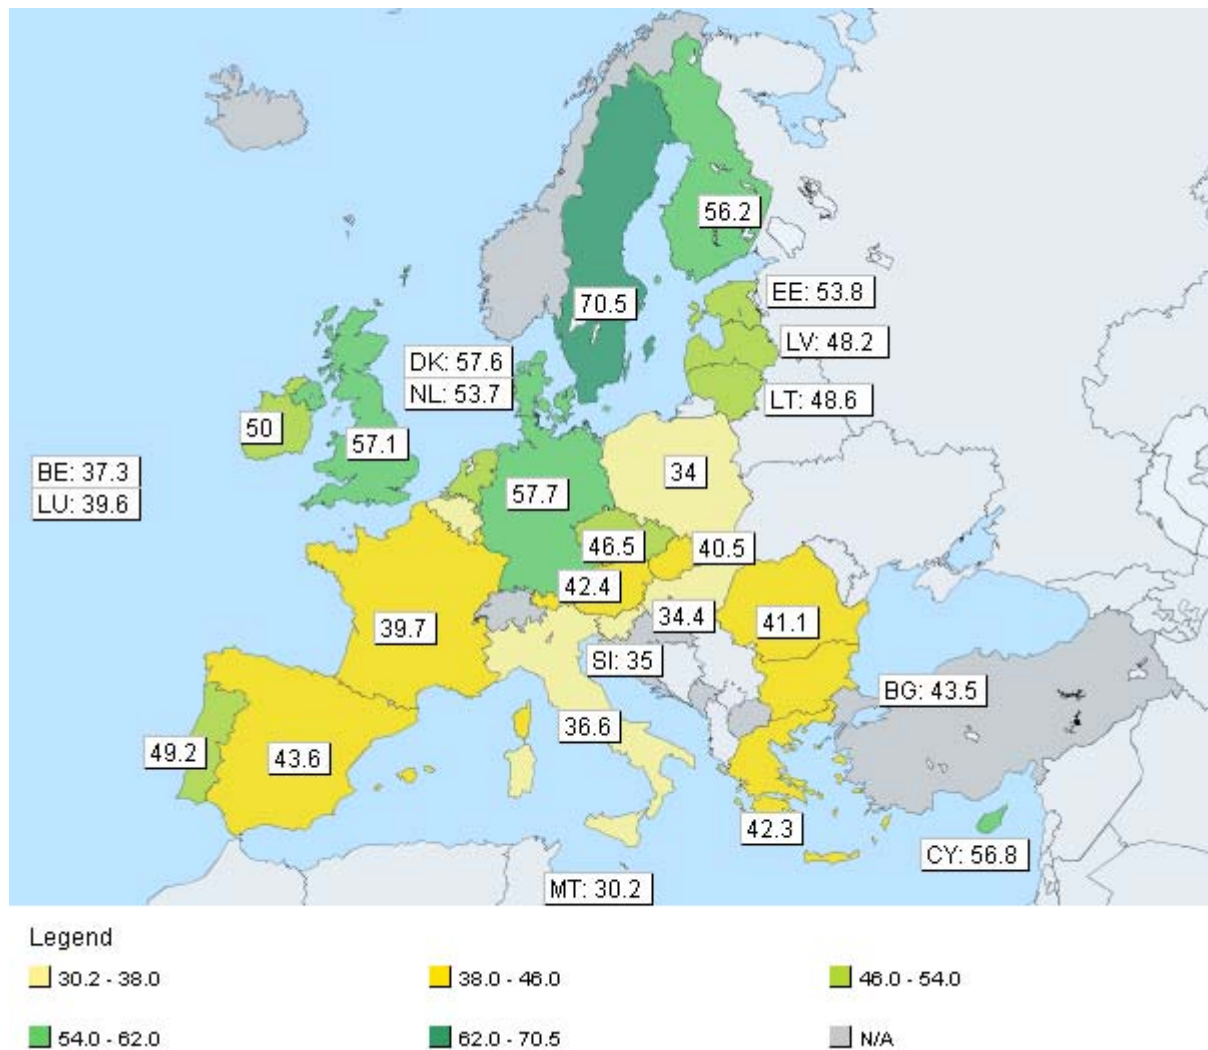 56.2
EE: 53.8
70.5
LV: 48.2
DK: 57.6
NL: 53.7
LT: 48.6
50
57.1
BE: 37.3
LU: 39.6
34
57.7
46.5
40.5
42.4
34.4
39.7
41.1
SI: 35
BG: 43.5
36.6
49.2
43.6
42.3
CY: 56.8
MT: 30.2
Legend
30.2 - 38.0
38.0 - 46.0
46.0 - 54.0
54.0 - 62.0
62.0 - 70.5
N/A